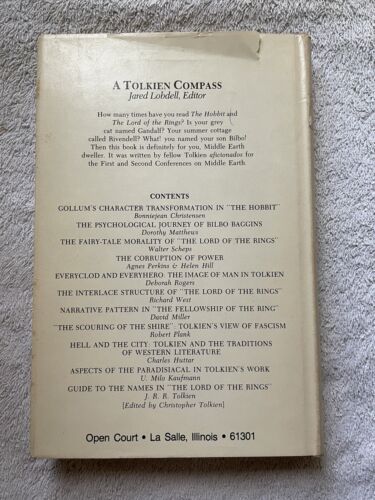 A TOLKIEN COMPASS
Jared Lobdell, Editor
How many times have you read The Hobbit and
The Lord of the Rings? Is your grey
cat named Gandalf? Your summer cottage
called Rivendell? What! you named your son Bilbo!
Then this book is definitely for you, Middle Earth
dweller. It was written by fellow Tolkien aficionados for
the First and Second Conferences on Middle Earth.
CONTENTS
GOLLUM'S CHARACTER TRANSFORMATION IN "THE HOBBIT"
Bonniejean Christensen
THE PSYCHOLOGICAL JOURNEY OF BILBO BAGGINS
Dorothy Matthews
THE FAIRY-TALE MORALITY OF "THE LORD OF THE RINGS"
Walter Scheps
THE CORRUPTION OF POWER
Agnes Perkins & Helen Hill
EVERYCLOD AND EVERYHERO: THE IMAGE OF MAN IN TOLKIEN
Deborah Rogers
THE INTERLACE STRUCTURE OF "THE LORD OF THE RINGS"
Richard West
NARRATIVE PATTERN IN "THE FELLOWSHIP OF THE RING"
David Miller
"THE SCOURING OF THE SHIRE": TOLKIEN'S VIEW OF FASCISM
Robert Plank
HELL AND THE CITY: TOLKIEN AND THE TRADITIONS
OF WESTERN LITERATURE
Charles Huttar
ASPECTS OF THE PARADISIACAL IN TOLKIEN'S WORK
U. Milo Kaufmann
GUIDE TO THE NAMES IN "THE LORD OF THE RINGS"
J. R. R. Tolkien
[Edited by Christopher Tolkien]
Open Court • La Salle, Illinois • 61301